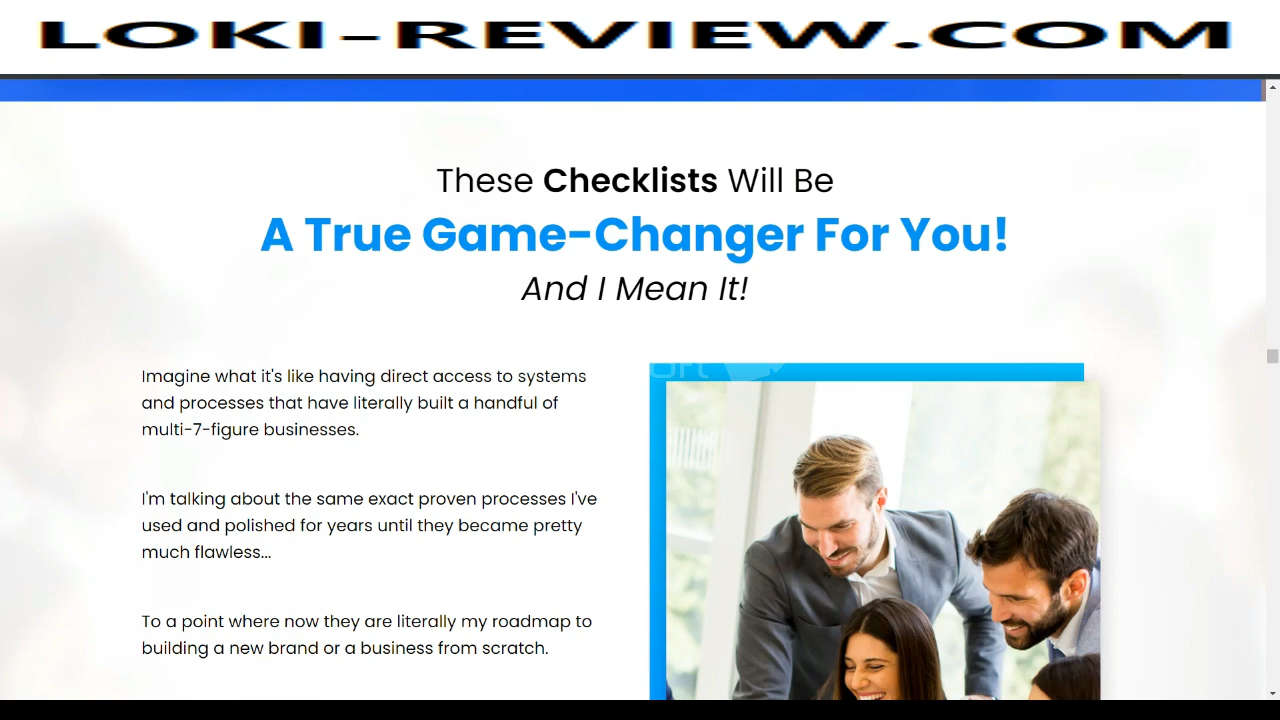 LOKI-REVIEW.COM
These Checklists Will Be
A True Game-Changer For You!
And I Mean It!
Imagine what it's like having direct access to systems
and processes that have literally built a handful of
multi-7-figure businesses.
I'm talking about the same exact proven processes I've
used and polished for years until they became pretty
much flawless...
To a point where now they are literally my roadmap to
building a new brand or a business from scratch.